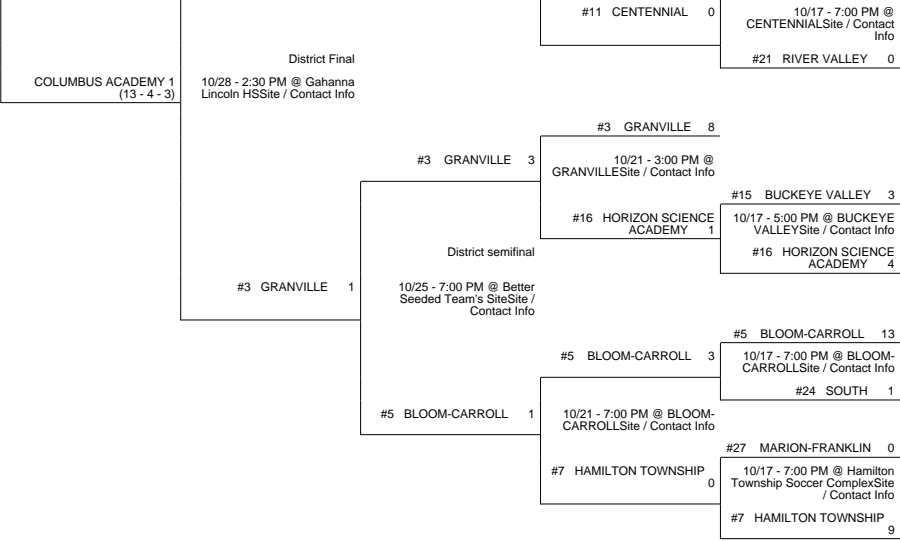 #11 CENTENNIAL 0
10/17 - 7:00 PM @
CENTENNIALSite / Contact
Info
#21 RIVER VALLEY 0
District Final
COLUMBUS ACADEMY 1
(13 - 4 - 3)
10/28 - 2:30 PM @ Gahanna
Lincoln HSSite / Contact Info
#3 GRANVILLE 8
#3 GRANVILLE 3
10/21 - 3:00 PM @
GRANVILLESite / Contact Info
#15 BUCKEYE VALLEY 3
#16 HORIZON SCIENCE
ACADEMY 1
10/17 - 5:00 PM @ BUCKEYE
VALLEYSite / Contact Info
#16 HORIZON SCIENCE
ACADEMY 4
District semifinal
#3 GRANVILLE 1
10/25 - 7:00 PM @ Better
Seeded Team's SiteSite /
Contact Info
#5 BLOOM-CARROLL 13
#5 BLOOM-CARROLL 3
10/17 - 7:00 PM @ BLOOM-
CARROLLSite / Contact Info
#24 SOUTH 1
#5 BLOOM-CARROLL 1
10/21 - 7:00 PM @ BLOOM-
CARROLLSite / Contact Info
#27 MARION-FRANKLIN 0
#7 HAMILTON TOWNSHIP
0
10/17 - 7:00 PM @ Hamilton
Township Soccer ComplexSite
/ Contact Info
#7 HAMILTON TOWNSHIP
9